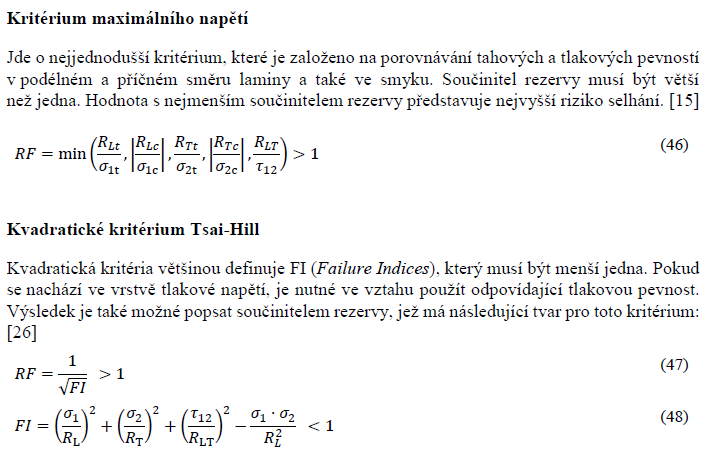 Kritérium maximálního napětí
Jde o nejjednodušší kritérium, které je založeno na porovnávání tahových a tlakových pevností
v podélném a příčném směru laminy a také ve smyku. Součinitel rezervy musí být větší
než jedna. Hodnota s nejmenším součinitelem rezervy představuje nejvyšší riziko selhání. [15]
RF = min(R_Lt/σ_1t, |R_Lc/σ_1c|, R_Tt/σ_2t, |R_Tc/σ_2c|, R_LT/τ_12) > 1 (46)
Kvadratické kritérium Tsai-Hill
Kvadratická kritéria většinou definuje FI (Failure Indices), který musí být menší jedna. Pokud
se nachází ve vrstvě tlakové napětí, je nutné ve vztahu použít odpovídající tlakovou pevnost.
Výsledek je také možné popsat součinitelem rezervy, jež má následující tvar pro toto kritérium:
[26]
RF = 1/√FI > 1 (47)
FI = (σ_1/R_L)² + (σ_2/R_T)² + (τ_12/R_LT)² − σ_1 · σ_2/R_L² < 1 (48)